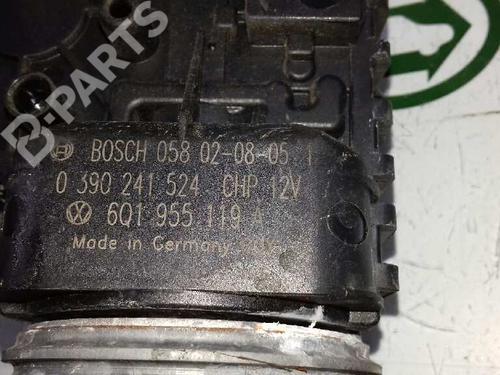 B-PARTS
BOSCH 058 02-08-05 1
0 390 241 524 CHP 12V
6Q1 955 119 A
Made in Germany